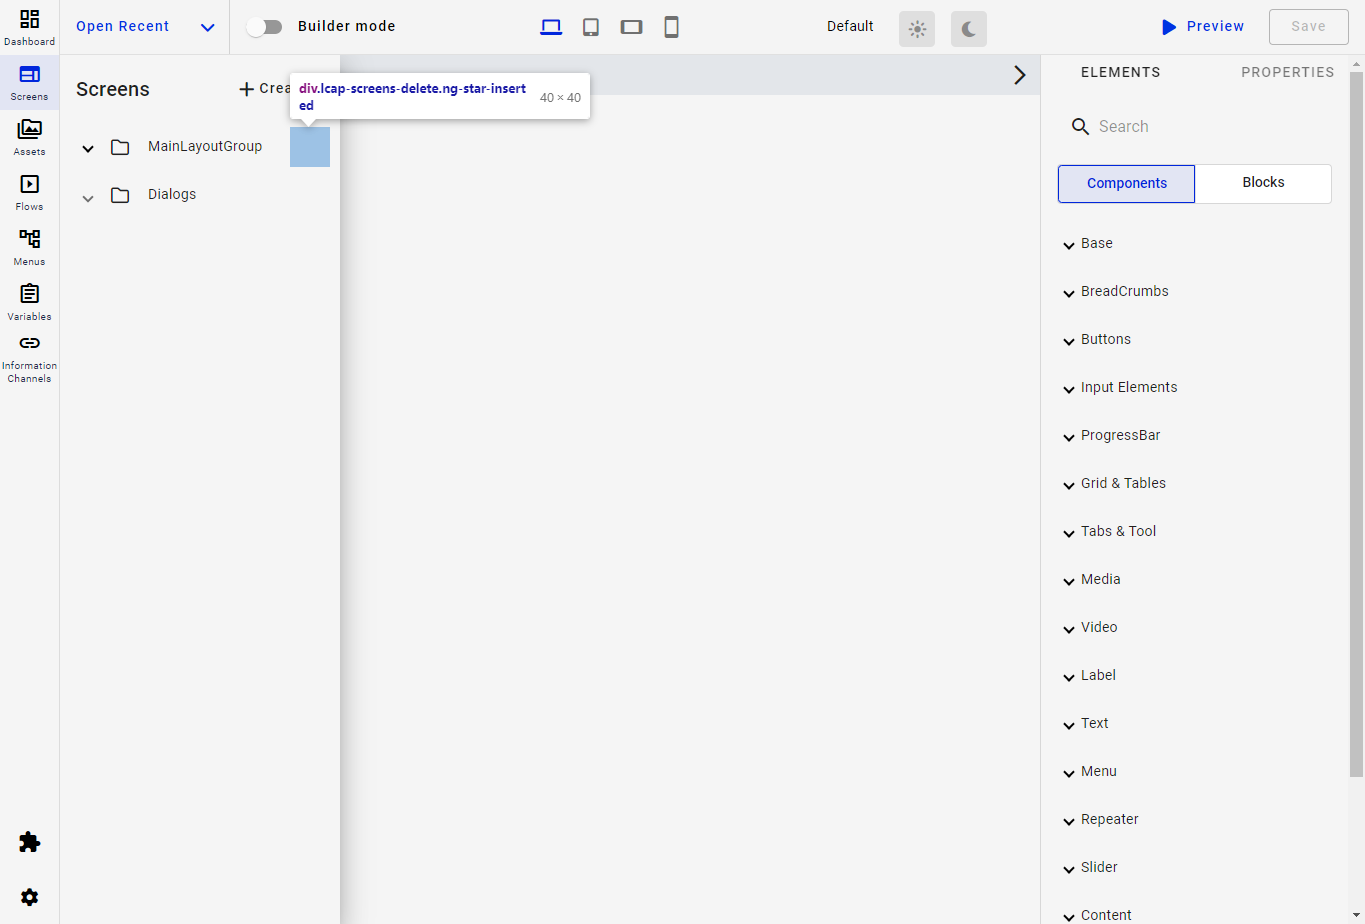 Dashboard
Open Recent
Builder mode
Default
Preview
Save
Screens
Assets
Flows
Menus
Variables
Information
Channels
Screens
Crea
div.lcap-screens-delete.ng-star-insert
ed
40 × 40
MainLayoutGroup
Dialogs
ELEMENTS
PROPERTIES
Search
Components
Blocks
Base
BreadCrumbs
Buttons
Input Elements
ProgressBar
Grid & Tables
Tabs & Tool
Media
Video
Label
Text
Menu
Repeater
Slider
Content